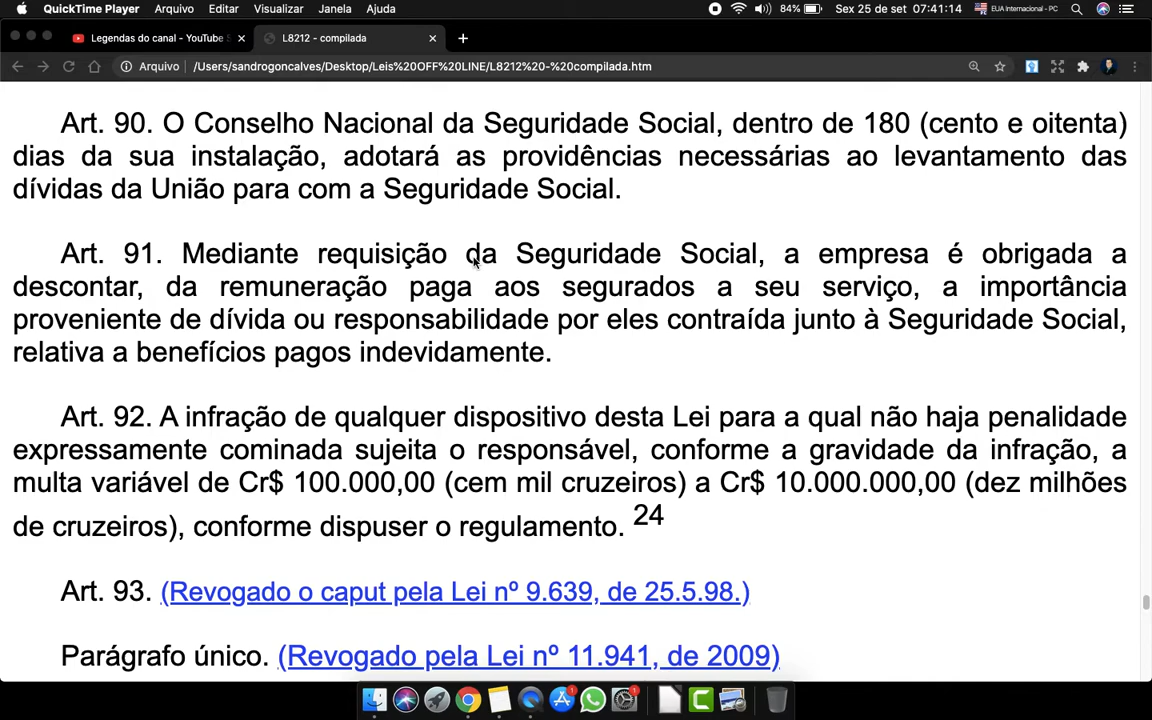 QuickTime Player Arquivo Editar Visualizar Janela Ajuda 84% Sex 25 de set 07:41:14 EUA Internacional - PC
Legendas do canal - YouTube S L8212 - compilada
Arquivo /Users/sandrogoncalves/Desktop/Leis%20OFF%20LINE/L8212%20-%20compilada.htm
Art. 90. O Conselho Nacional da Seguridade Social, dentro de 180 (cento e oitenta)
dias da sua instalação, adotará as providências necessárias ao levantamento das
dívidas da União para com a Seguridade Social.
Art. 91. Mediante requisição da Seguridade Social, a empresa é obrigada a
descontar, da remuneração paga aos segurados a seu serviço, a importância
proveniente de dívida ou responsabilidade por eles contraída junto à Seguridade Social,
relativa a benefícios pagos indevidamente.
Art. 92. A infração de qualquer dispositivo desta Lei para a qual não haja penalidade
expressamente cominada sujeita o responsável, conforme a gravidade da infração, a
multa variável de Cr$ 100.000,00 (cem mil cruzeiros) a Cr$ 10.000.000,00 (dez milhões
de cruzeiros), conforme dispuser o regulamento. 24
Art. 93. (Revogado o caput pela Lei nº 9.639, de 25.5.98.)
Parágrafo único. (Revogado pela Lei nº 11.941, de 2009)